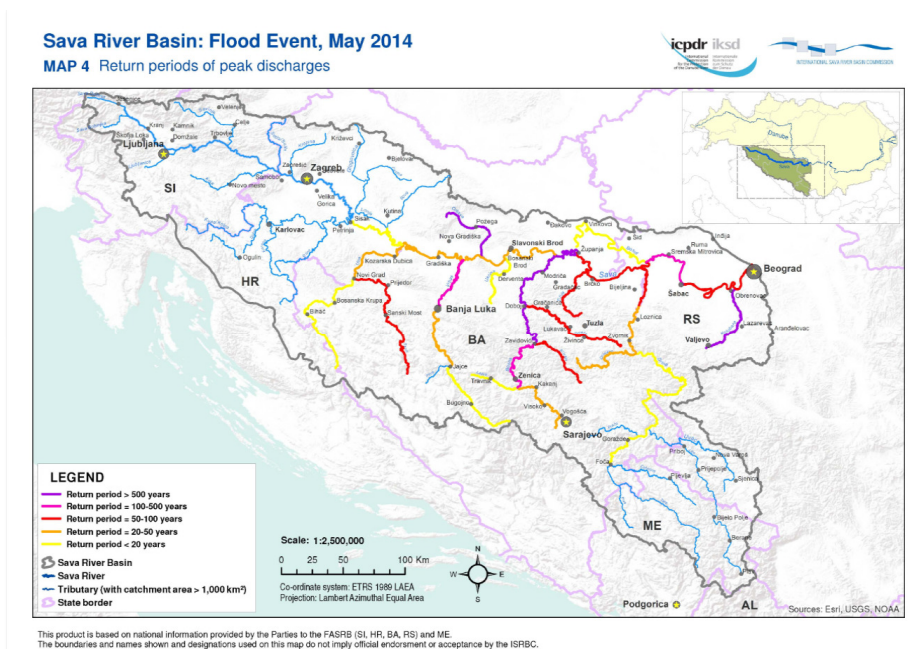 Sava River Basin: Flood Event, May 2014
MAP 4 Return periods of peak discharges
icpdr iksd
INTERNATIONAL SAVA RIVER BASIN COMMISSION
Danube
Velenje
Celje
Kranj
Kamnik
Škofja Loka
Domžale
Trbovlje
Ljubljana
Križevci
Bjelovar
Zagreb
Zaprešić
Samobor
Novo mesto
Velika
Gorica
SI
Kutina
Sisak
Petrinja
Karlovac
Ogulin
HR
Požega
Nova Gradiška
Slavonski Brod
Bosanski
Brod
Derventa
Đakovo
Vinkovci
Županja
Šid
Ruma
Inđija
Sremska Mitrovica
Beograd
Kozarska Dubica
Gradiška
Novi Grad
Prijedor
Bosanska Krupa
Bihać
Sanski Most
Banja Luka
BA
Modriča
Gradačac
Brčko
Bijeljina
Sava
Šabac
Obrenovac
Doboj
Gračanica
Lukavac
Tuzla
Živinice
Zvornik
Loznica
RS
Lazarevac
Aranđelovac
Valjevo
Zavidovići
Zenica
Jajce
Travnik
Kakanj
Bugojno
Visoko
Vogošća
Sarajevo
Goražde
Foča
Priboj
Nova Varoš
Prijepolje
Pljevlja
Sjenica
ME
Bijelo Polje
Berane
Plav
Podgorica
AL
LEGEND
Return period > 500 years
Return period = 100-500 years
Return period = 50-100 years
Return period = 20-50 years
Return period < 20 years
Sava River Basin
Sava River
Tributary (with catchment area > 1,000 km²)
State border
Scale: 1:2,500,000
0 25 50 100 Km
Co-ordinate system: ETRS 1989 LAEA
Projection: Lambert Azimuthal Equal Area
N
W E
S
Sources: Esri, USGS, NOAA
This product is based on national information provided by the Parties to the FASRB (SI, HR, BA, RS) and ME.
The boundaries and names shown and designations used on this map do not imply official endorsment or acceptance by the ISRBC.